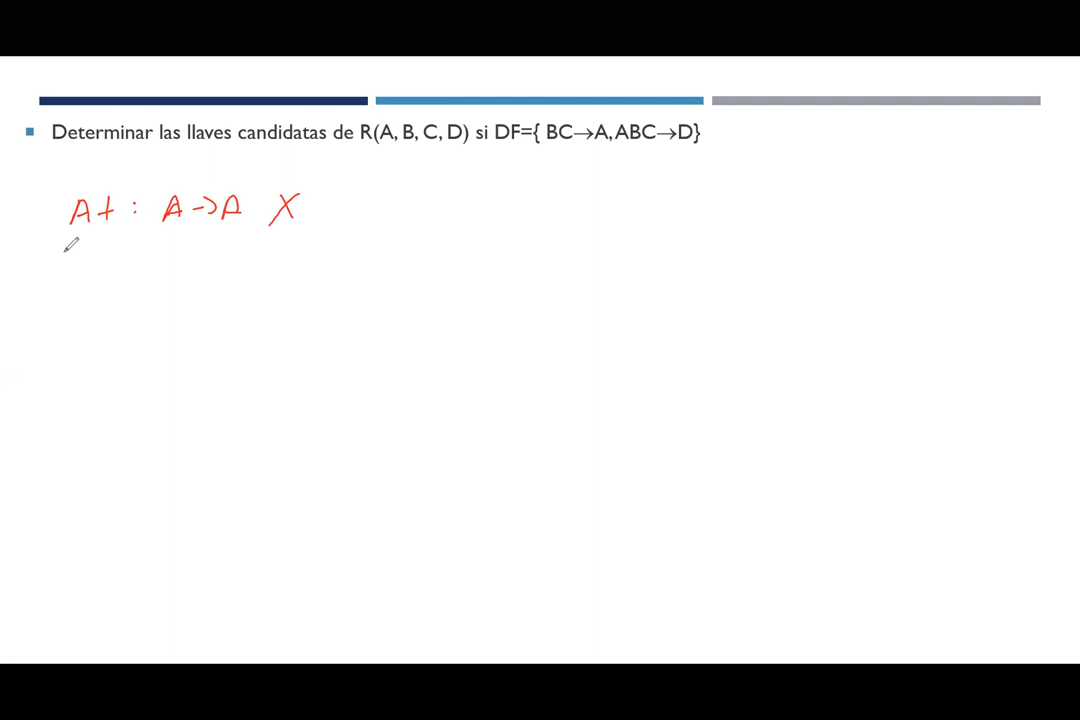 Determinar las llaves candidatas de R(A, B, C, D) si DF={ BC→A, ABC→D}
A+ : A→A X